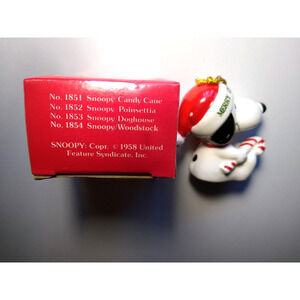 No. 1851 Snoopy Candy Cane
No. 1852 Snoopy Poinsettia
No. 1853 Snoopy Doghouse
No. 1854 Snoopy/Woodstock
SNOOPY: Copr. © 1958 United
Feature Syndicate, Inc.
MERRY